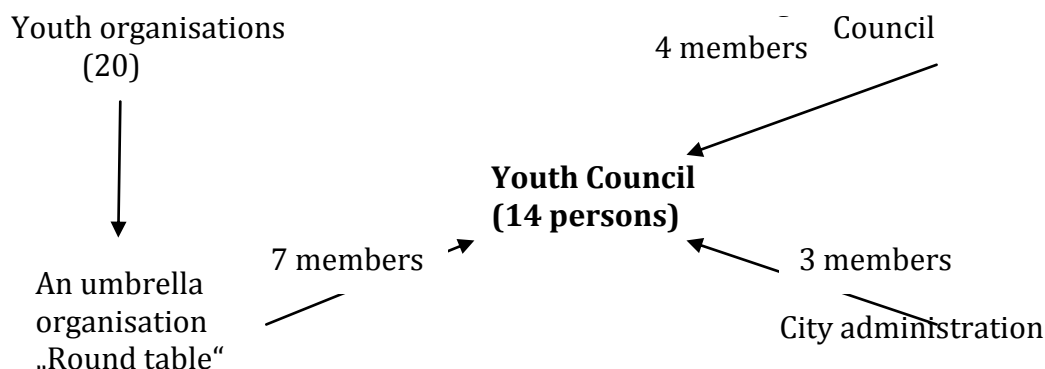 Youth organisations
(20)
Council
4 members
Youth Council
(14 persons)
7 members
3 members
An umbrella
organisation
„Round table“
City administration